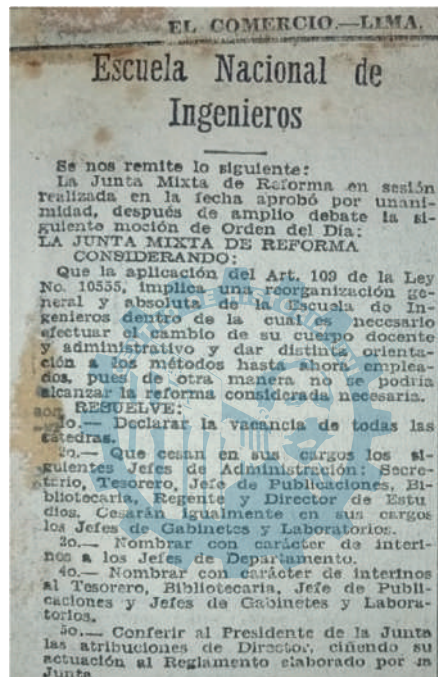 EL COMERCIO.—LIMA.
Escuela Nacional de
Ingenieros
Se nos remite lo siguiente:
La Junta Mixta de Reforma en sesión
realizada en la fecha aprobó por unani-
midad, después de amplio debate la si-
guiente moción de Orden del Día:
LA JUNTA MIXTA DE REFORMA
CONSIDERANDO:
Que la aplicación del Art. 109 de la Ley
No. 10555, implica una reorganización ge-
neral y absoluta de la Escuela de In-
genieros dentro de la cual es necesario
efectuar el cambio de su cuerpo docente
y administrativo y dar distinta orienta-
ción a los métodos hasta ahora emplea-
dos, pues de otra manera no se podría
alcanzar la reforma considerada necesaria.
RESUELVE:
1o.— Declarar la vacancia de todas las
cátedras.
2o.— Que cesan en sus cargos los si-
guientes Jefes de Administración: Secre-
terio, Tesorero, Jefe de Publicaciones, Bi-
bliotecaria, Regente y Director de Estu
dios. Cesarán igualmente en sus cargos
los Jefes de Gabinetes y Laboratorios.
3o.— Nombrar con carácter de interi-
nos a los Jefes de Departamento.
4o.— Nombrar con carácter de interinos
al Tesorero, Bibliotecaria, Jefe de Publi-
caciones y Jefes de Gabinetes y Labora-
torios.
5o.— Conferir al Presidente de la Junta
las atribuciones de Director, ciñendo su
actuación al Reglamento elaborado por la
Junta